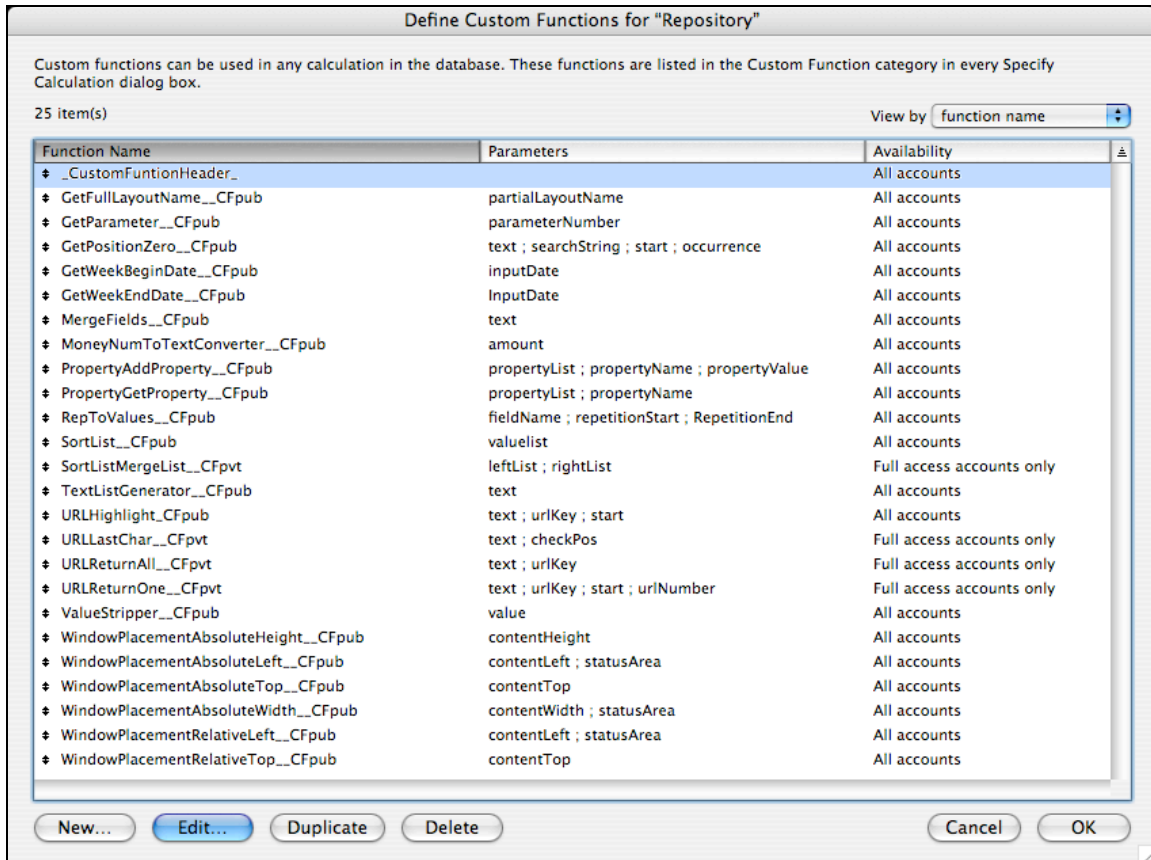 Define Custom Functions for “Repository”
Custom functions can be used in any calculation in the database. These functions are listed in the Custom Function category in every Specify
Calculation dialog box.
25 item(s)
View by function name
Function Name Parameters Availability
_CustomFuntionHeader_ All accounts
GetFullLayoutName__CFpub partialLayoutName All accounts
GetParameter__CFpub parameterNumber All accounts
GetPositionZero__CFpub text ; searchString ; start ; occurrence All accounts
GetWeekBeginDate__CFpub inputDate All accounts
GetWeekEndDate__CFpub InputDate All accounts
MergeFields__CFpub text All accounts
MoneyNumToTextConverter__CFpub amount All accounts
PropertyAddProperty__CFpub propertyList ; propertyName ; propertyValue All accounts
PropertyGetProperty__CFpub propertyList ; propertyName All accounts
RepToValues__CFpub fieldName ; repetitionStart ; RepetitionEnd All accounts
SortList__CFpub valuelist All accounts
SortListMergeList__CFpvt leftList ; rightList Full access accounts only
TextListGenerator__CFpub text All accounts
URLHighlight_CFpub text ; urlKey ; start All accounts
URLLastChar__CFpvt text ; checkPos Full access accounts only
URLReturnAll__CFpvt text ; urlKey Full access accounts only
URLReturnOne__CFpvt text ; urlKey ; start ; urlNumber Full access accounts only
ValueStripper__CFpub value All accounts
WindowPlacementAbsoluteHeight__CFpub contentHeight All accounts
WindowPlacementAbsoluteLeft__CFpub contentLeft ; statusArea All accounts
WindowPlacementAbsoluteTop__CFpub contentTop All accounts
WindowPlacementAbsoluteWidth__CFpub contentWidth ; statusArea All accounts
WindowPlacementRelativeLeft__CFpub contentLeft ; statusArea All accounts
WindowPlacementRelativeTop__CFpub contentTop All accounts
New... Edit... Duplicate Delete Cancel OK